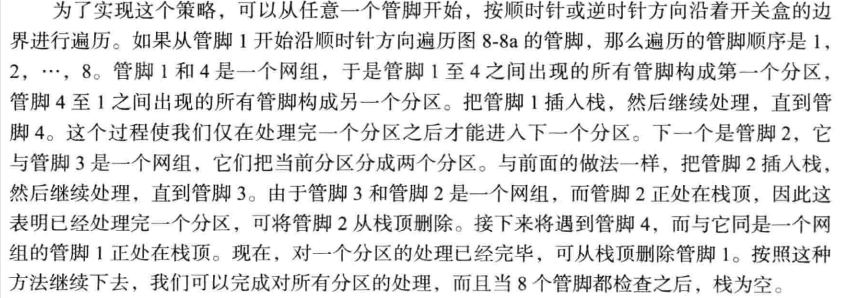 为了实现这个策略，可以从任意一个管脚开始，按顺时针或逆时针方向沿着开关盒的边
界进行遍历。如果从管脚 1 开始沿顺时针方向遍历图 8-8a 的管脚，那么遍历的管脚顺序是 1，
2，…，8。管脚 1 和 4 是一个网组，于是管脚 1 至 4 之间出现的所有管脚构成第一个分区，
管脚 4 至 1 之间出现的所有管脚构成另一个分区。把管脚 1 插入栈，然后继续处理，直到管
脚 4。这个过程使我们仅在处理完一个分区之后才能进入下一个分区。下一个是管脚 2，它
与管脚 3 是一个网组，它们把当前分区分成两个分区。与前面的做法一样，把管脚 2 插入栈，
然后继续处理，直到管脚 3。由于管脚 3 和管脚 2 是一个网组，而管脚 2 正处在栈顶，因此这
表明已经处理完一个分区，可将管脚 2 从栈顶删除。接下来将遇到管脚 4，而与它同是一个网
组的管脚 1 正处在栈顶。现在，对一个分区的处理已经完毕，可从栈顶删除管脚 1。按照这种
方法继续下去，我们可以完成对所有分区的处理，而且当 8 个管脚都检查之后，栈为空。